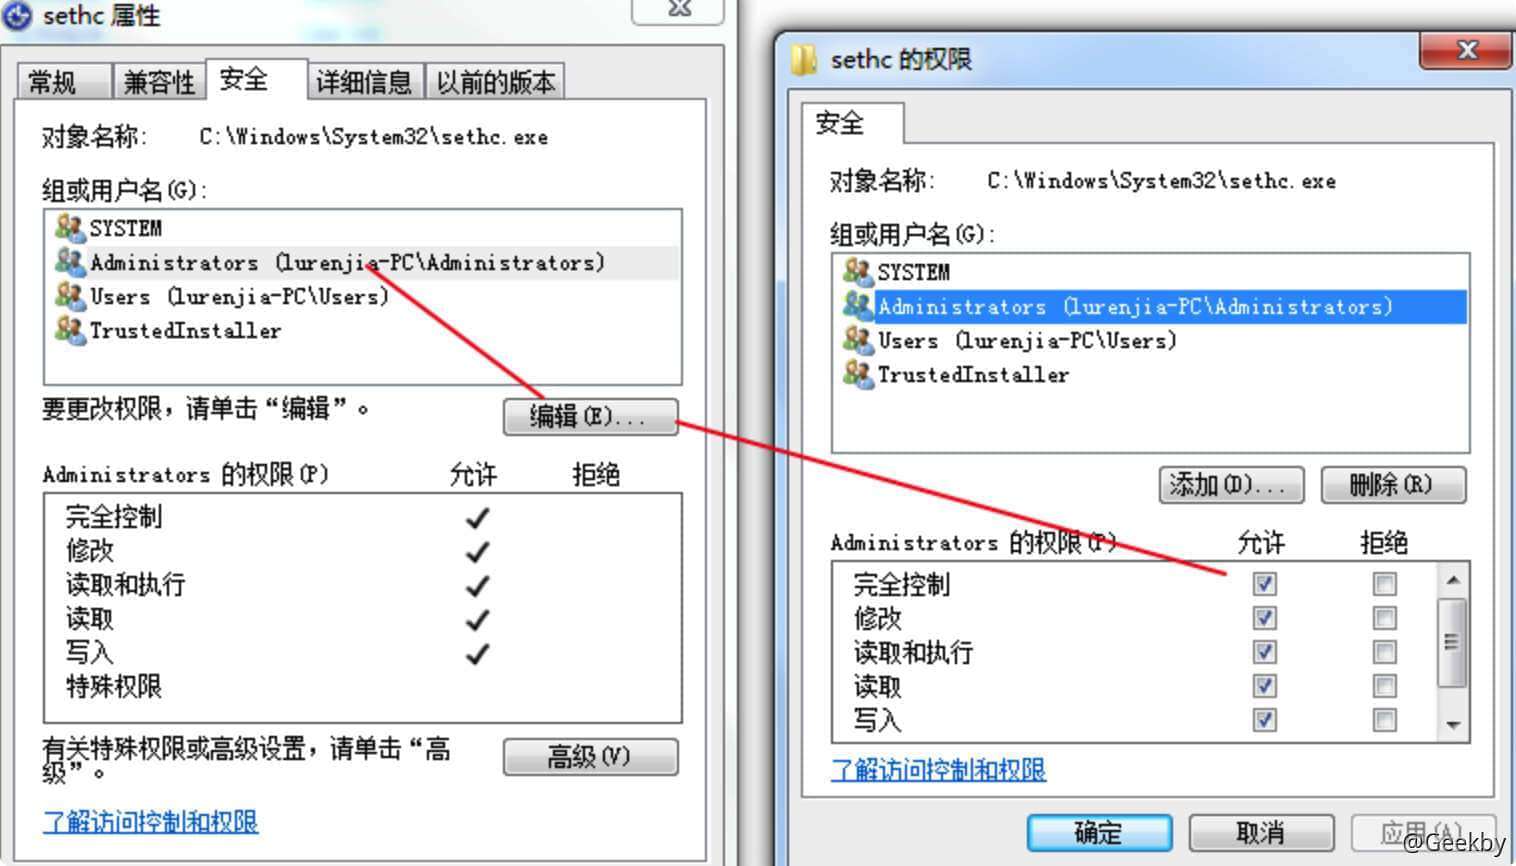 sethc 属性
常规
兼容性
安全
详细信息
以前的版本
对象名称: C:\Windows\System32\sethc.exe
组或用户名(G):
SYSTEM
Administrators (lurenjia-PC\Administrators)
Users (lurenjia-PC\Users)
TrustedInstaller
要更改权限，请单击“编辑”。
编辑(E)...
Administrators 的权限(P) 允许 拒绝
完全控制
修改
读取和执行
读取
写入
特殊权限
有关特殊权限或高级设置，请单击“高
级”。
高级(V)
了解访问控制和权限
sethc 的权限
安全
对象名称: C:\Windows\System32\sethc.exe
组或用户名(G):
SYSTEM
Administrators (lurenjia-PC\Administrators)
Users (lurenjia-PC\Users)
TrustedInstaller
添加(D)... 删除(R)
Administrators 的权限(P) 允许 拒绝
完全控制
修改
读取和执行
读取
写入
了解访问控制和权限
确定 取消 应用(A)
@Geekby